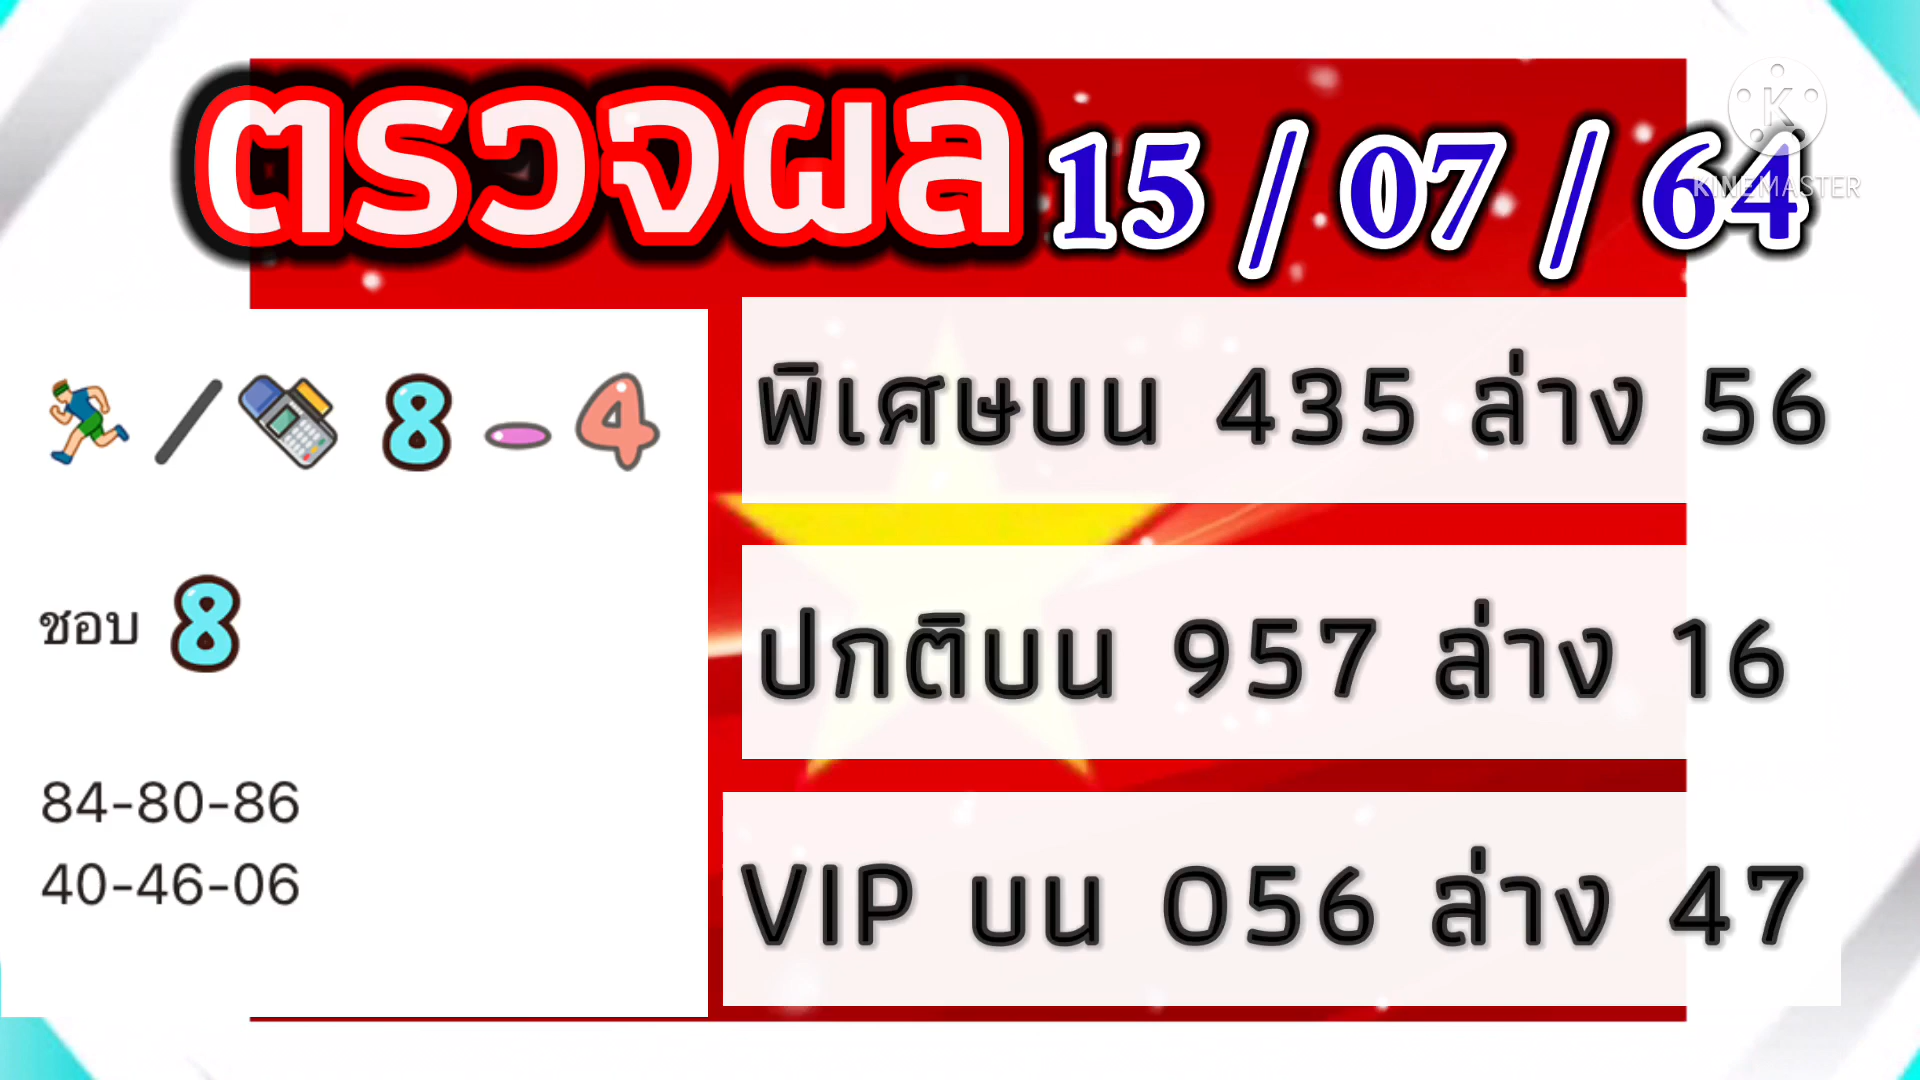 ตรวจผล 15 / 07 / 64
KINEMASTER
8 - 4
ชอบ 8
84-80-86
40-46-06
พิเศษบน 435 ล่าง 56
ปกติบน 957 ล่าง 16
VIP บน 056 ล่าง 47